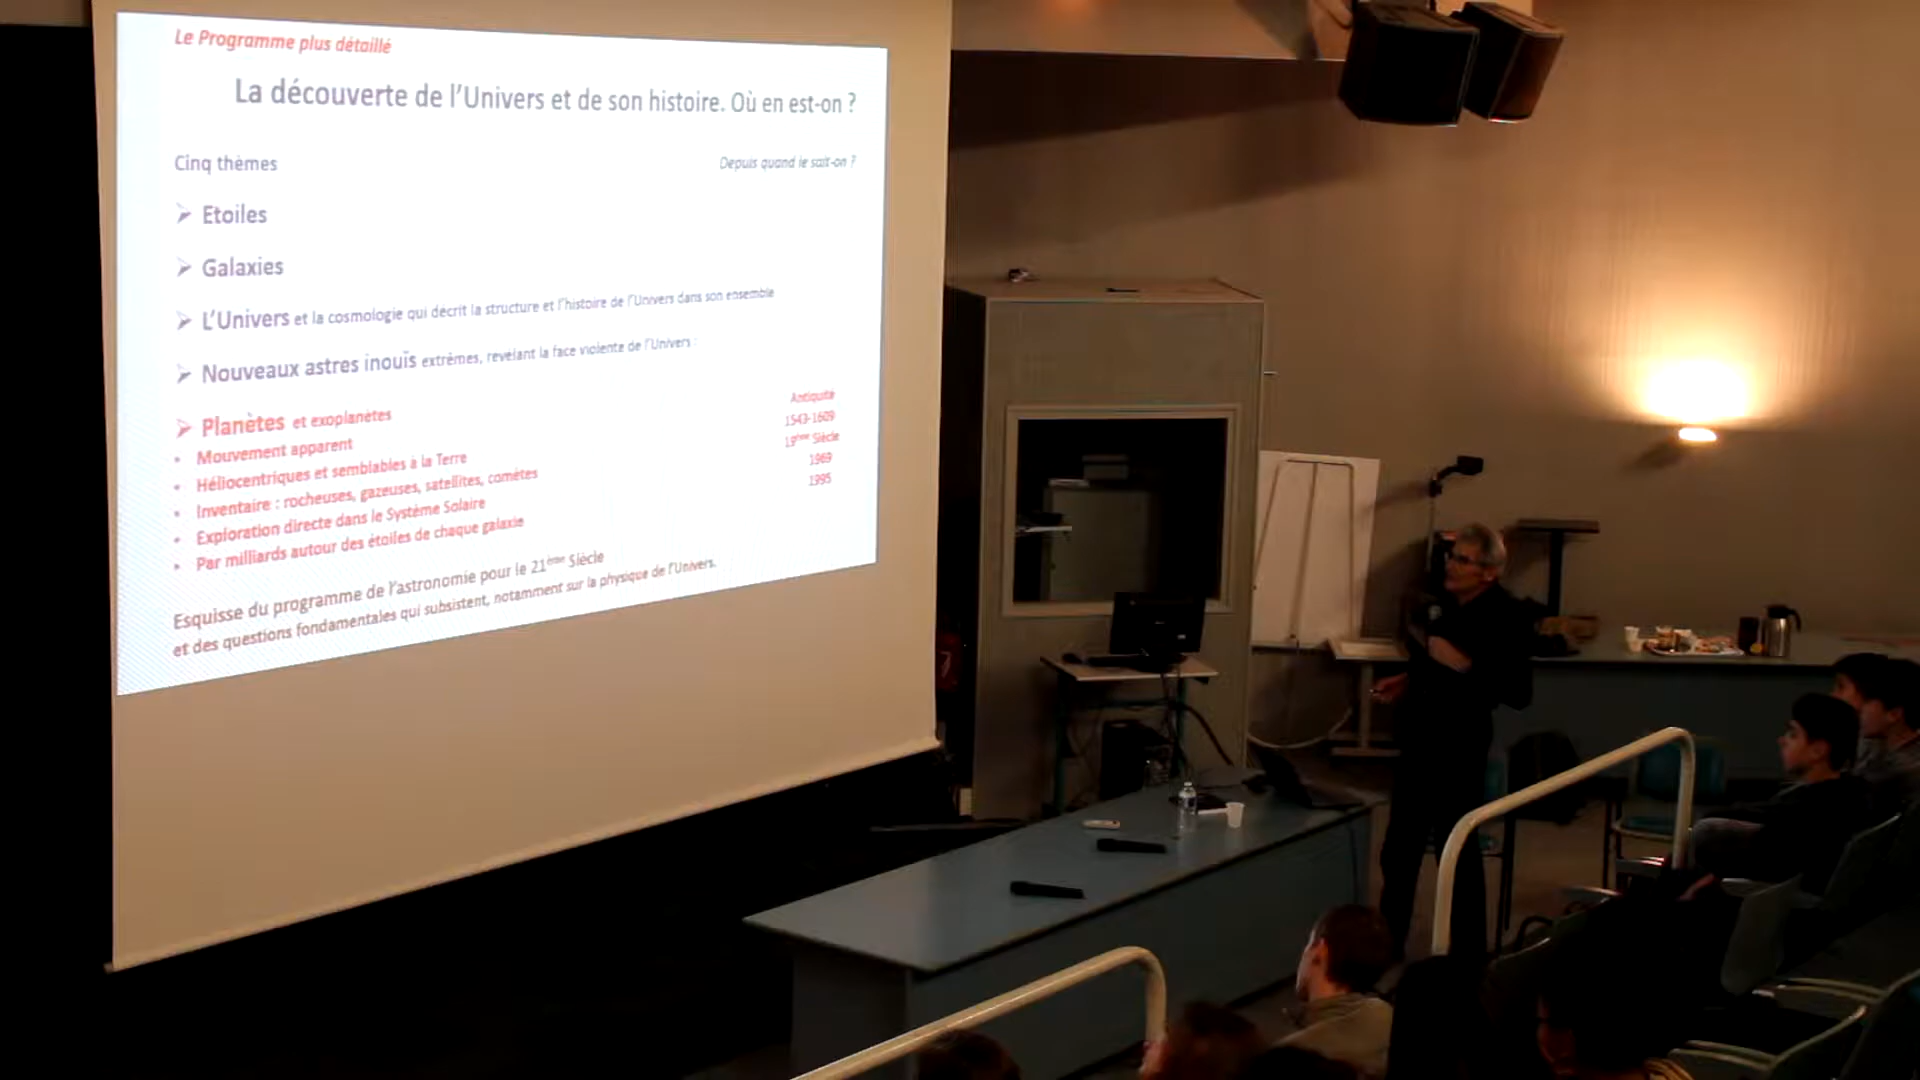 Le Programme plus détaillé
La découverte de l'Univers et de son histoire. Où en est-on ?
Cinq thèmes
Depuis quand le sait-on ?
➢ Etoiles
➢ Galaxies
➢ L'Univers et la cosmologie qui décrit la structure et l'histoire de l'Univers dans son ensemble
➢ Nouveaux astres inouïs extrêmes, revélant la face violente de l'Univers :
➢ Planètes et exoplanètes
• Mouvement apparent Antiquité
• Héliocentriques et semblables à la Terre 1543-1609
• Inventaire : rocheuses, gazeuses, satellites, comètes 19ème Siècle
• Exploration directe dans le Système Solaire 1969
• Par milliards autour des étoiles de chaque galaxie 1995
Esquisse du programme de l'astronomie pour le 21ème Siècle
et des questions fondamentales qui subsistent, notamment sur la physique de l'Univers.